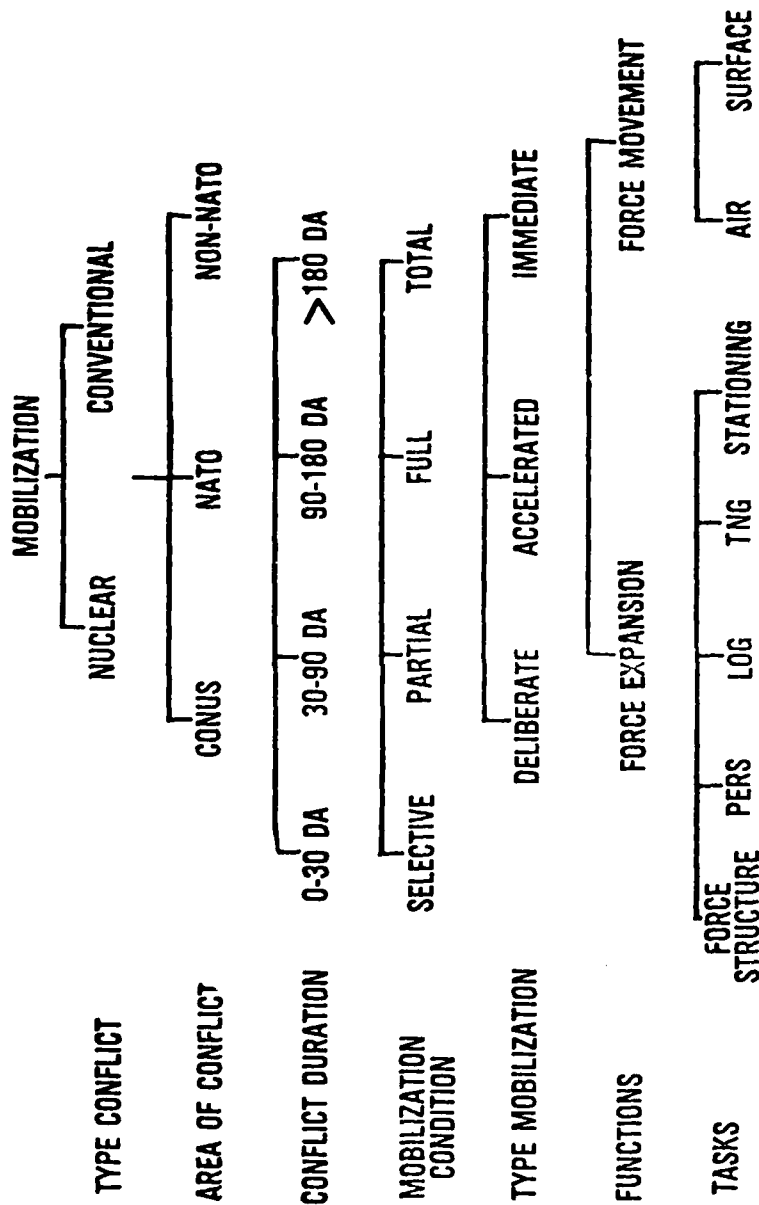 MOBILIZATION
TYPE CONFLICT NUCLEAR CONVENTIONAL
AREA OF CONFLICT CONUS NATO NON-NATO
CONFLICT DURATION 0-30 DA 30-90 DA 90-180 DA >180 DA
MOBILIZATION
CONDITION
SELECTIVE PARTIAL FULL TOTAL
TYPE MOBILIZATION DELIBERATE ACCELERATED IMMEDIATE
FUNCTIONS FORCE EXPANSION FORCE MOVEMENT
TASKS
FORCE
STRUCTURE
PERS LOG TNG STATIONING AIR SURFACE